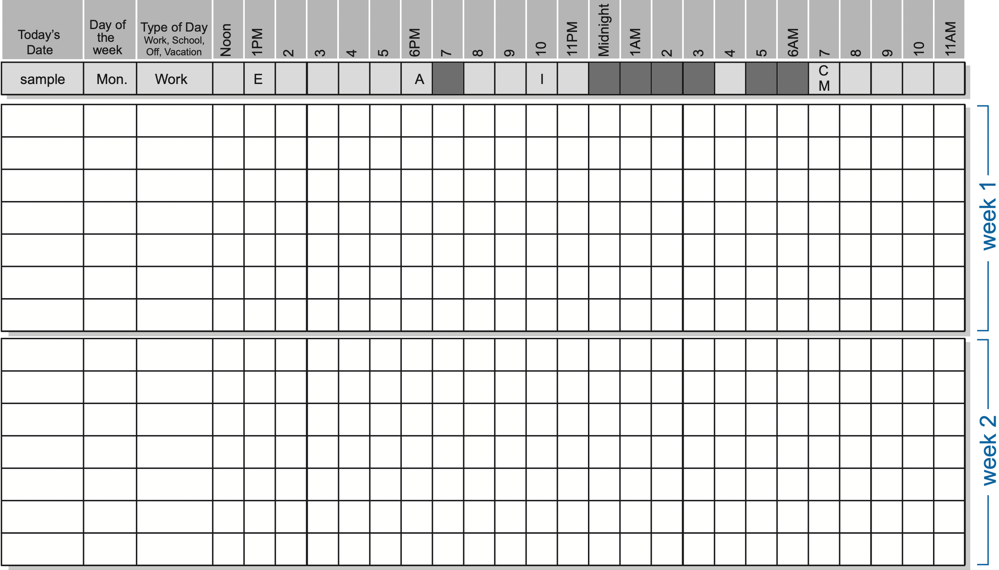 Today's
Date
Day of
the
week
Type of Day
Work, School,
Off, Vacation
Noon
1PM
2
3
4
5
6PM
7
8
9
10
11PM
Midnight
1AM
2
3
4
5
6AM
7
8
9
10
11AM
sample Mon. Work E A I C
M
week 1
week 2